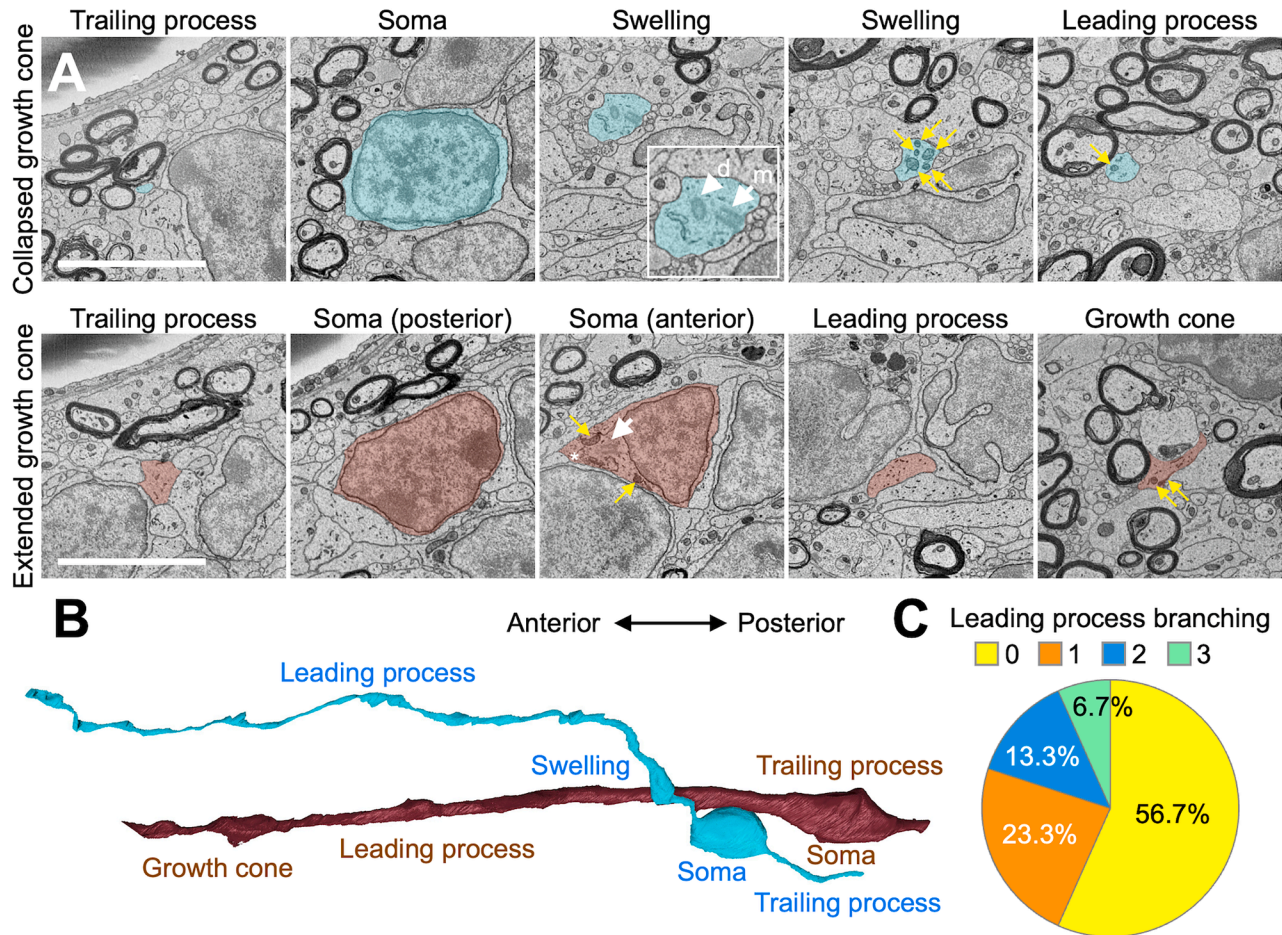 Trailing process
Soma
Swelling
Swelling
Leading process
A
Collapsed growth cone
d
m
Trailing process
Soma (posterior)
Soma (anterior)
Leading process
Growth cone
Extended growth cone
*
B
Anterior
Posterior
Leading process
Swelling
Trailing process
Growth cone
Leading process
Soma
Soma
Trailing process
C
Leading process branching
0 1 2 3
6.7%
13.3%
23.3%
56.7%